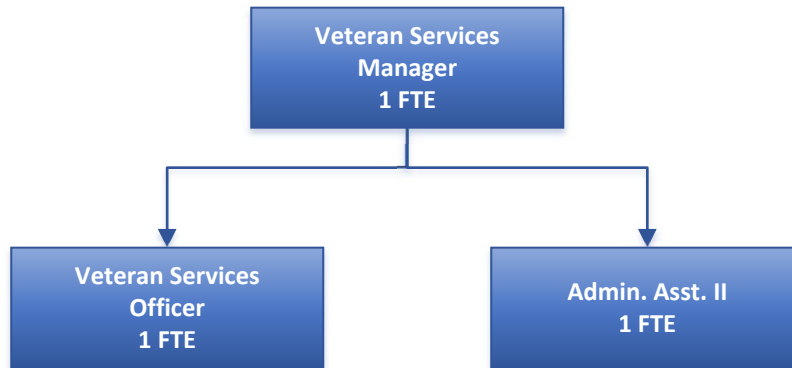 Veteran Services
Manager
1 FTE
Veteran Services
Officer
1 FTE
Admin. Asst. II
1 FTE